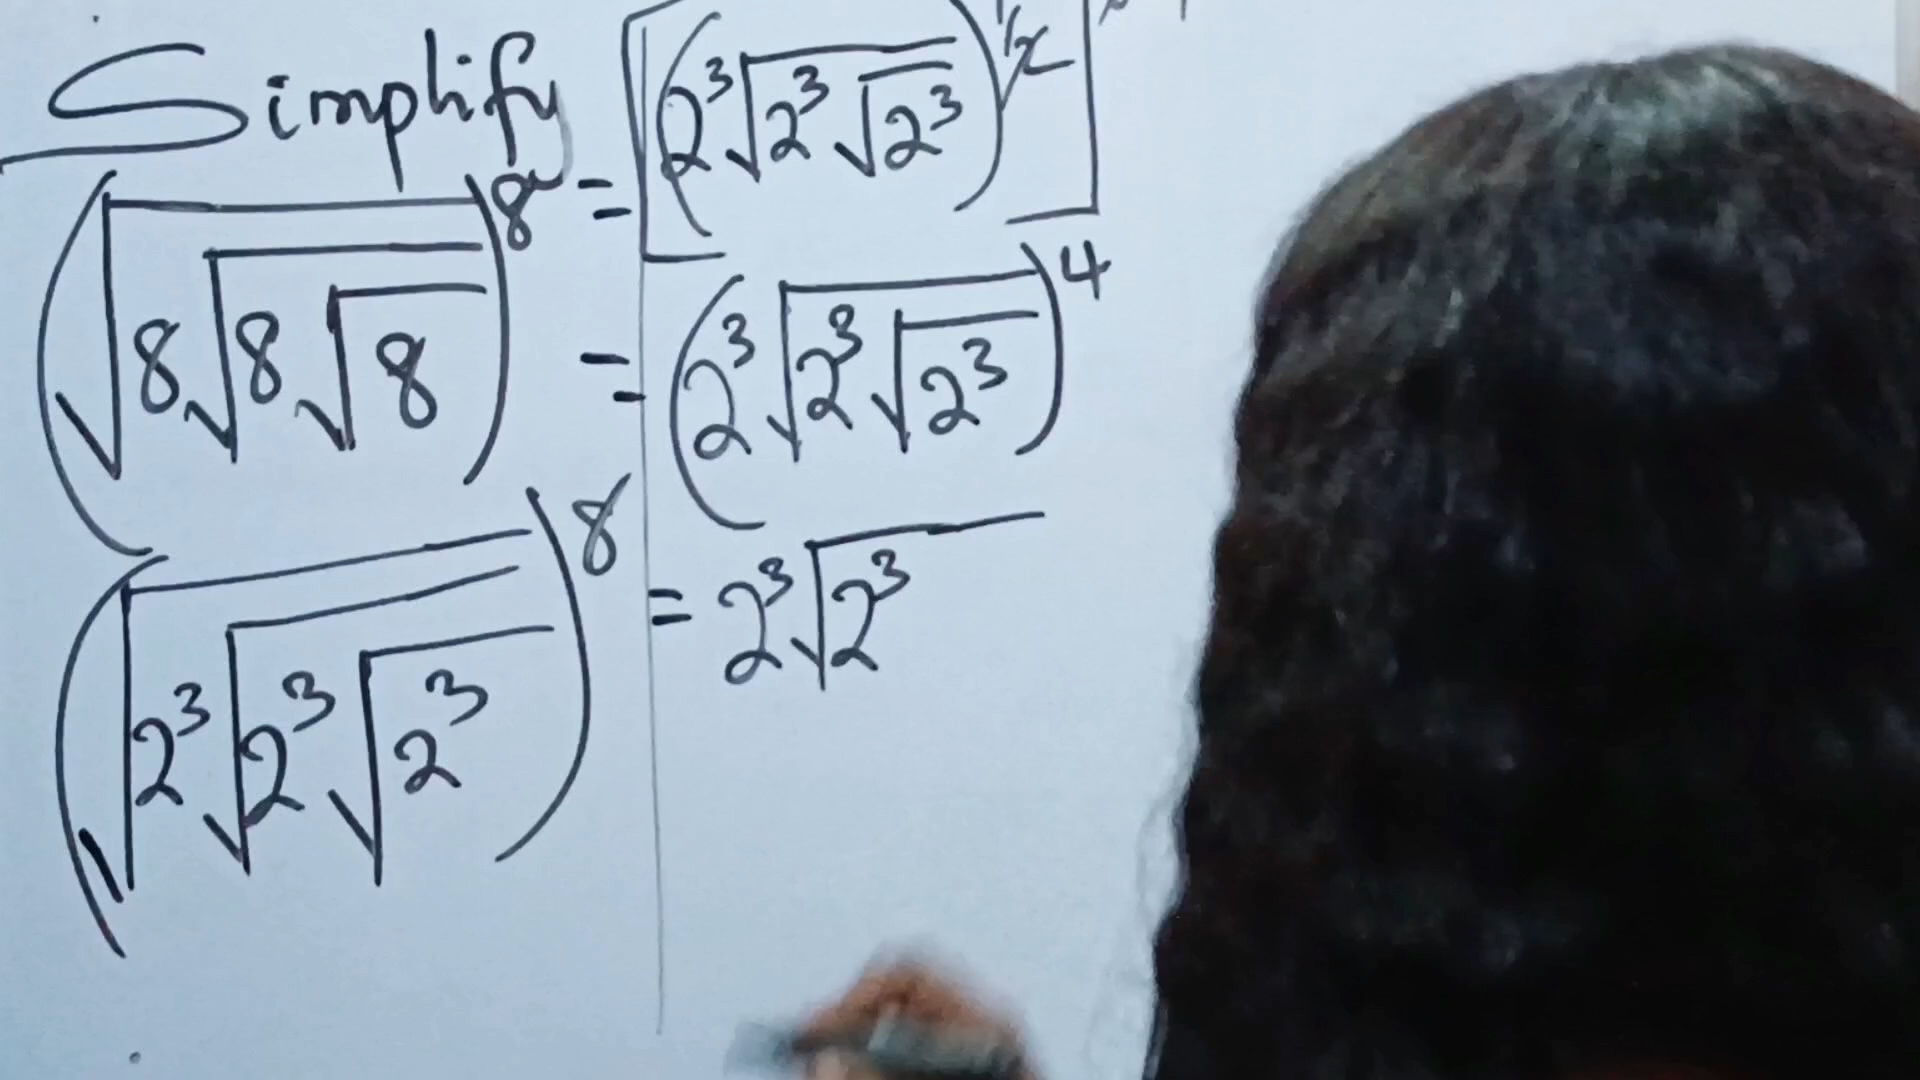 Simplify
(√8√8√8)^8 = [(2^3√2^3√2^3)^1/2]
= (2^3√2^3√2^3)^4
(√2^3√2^3√2^3)^8
= 2^3√2^3